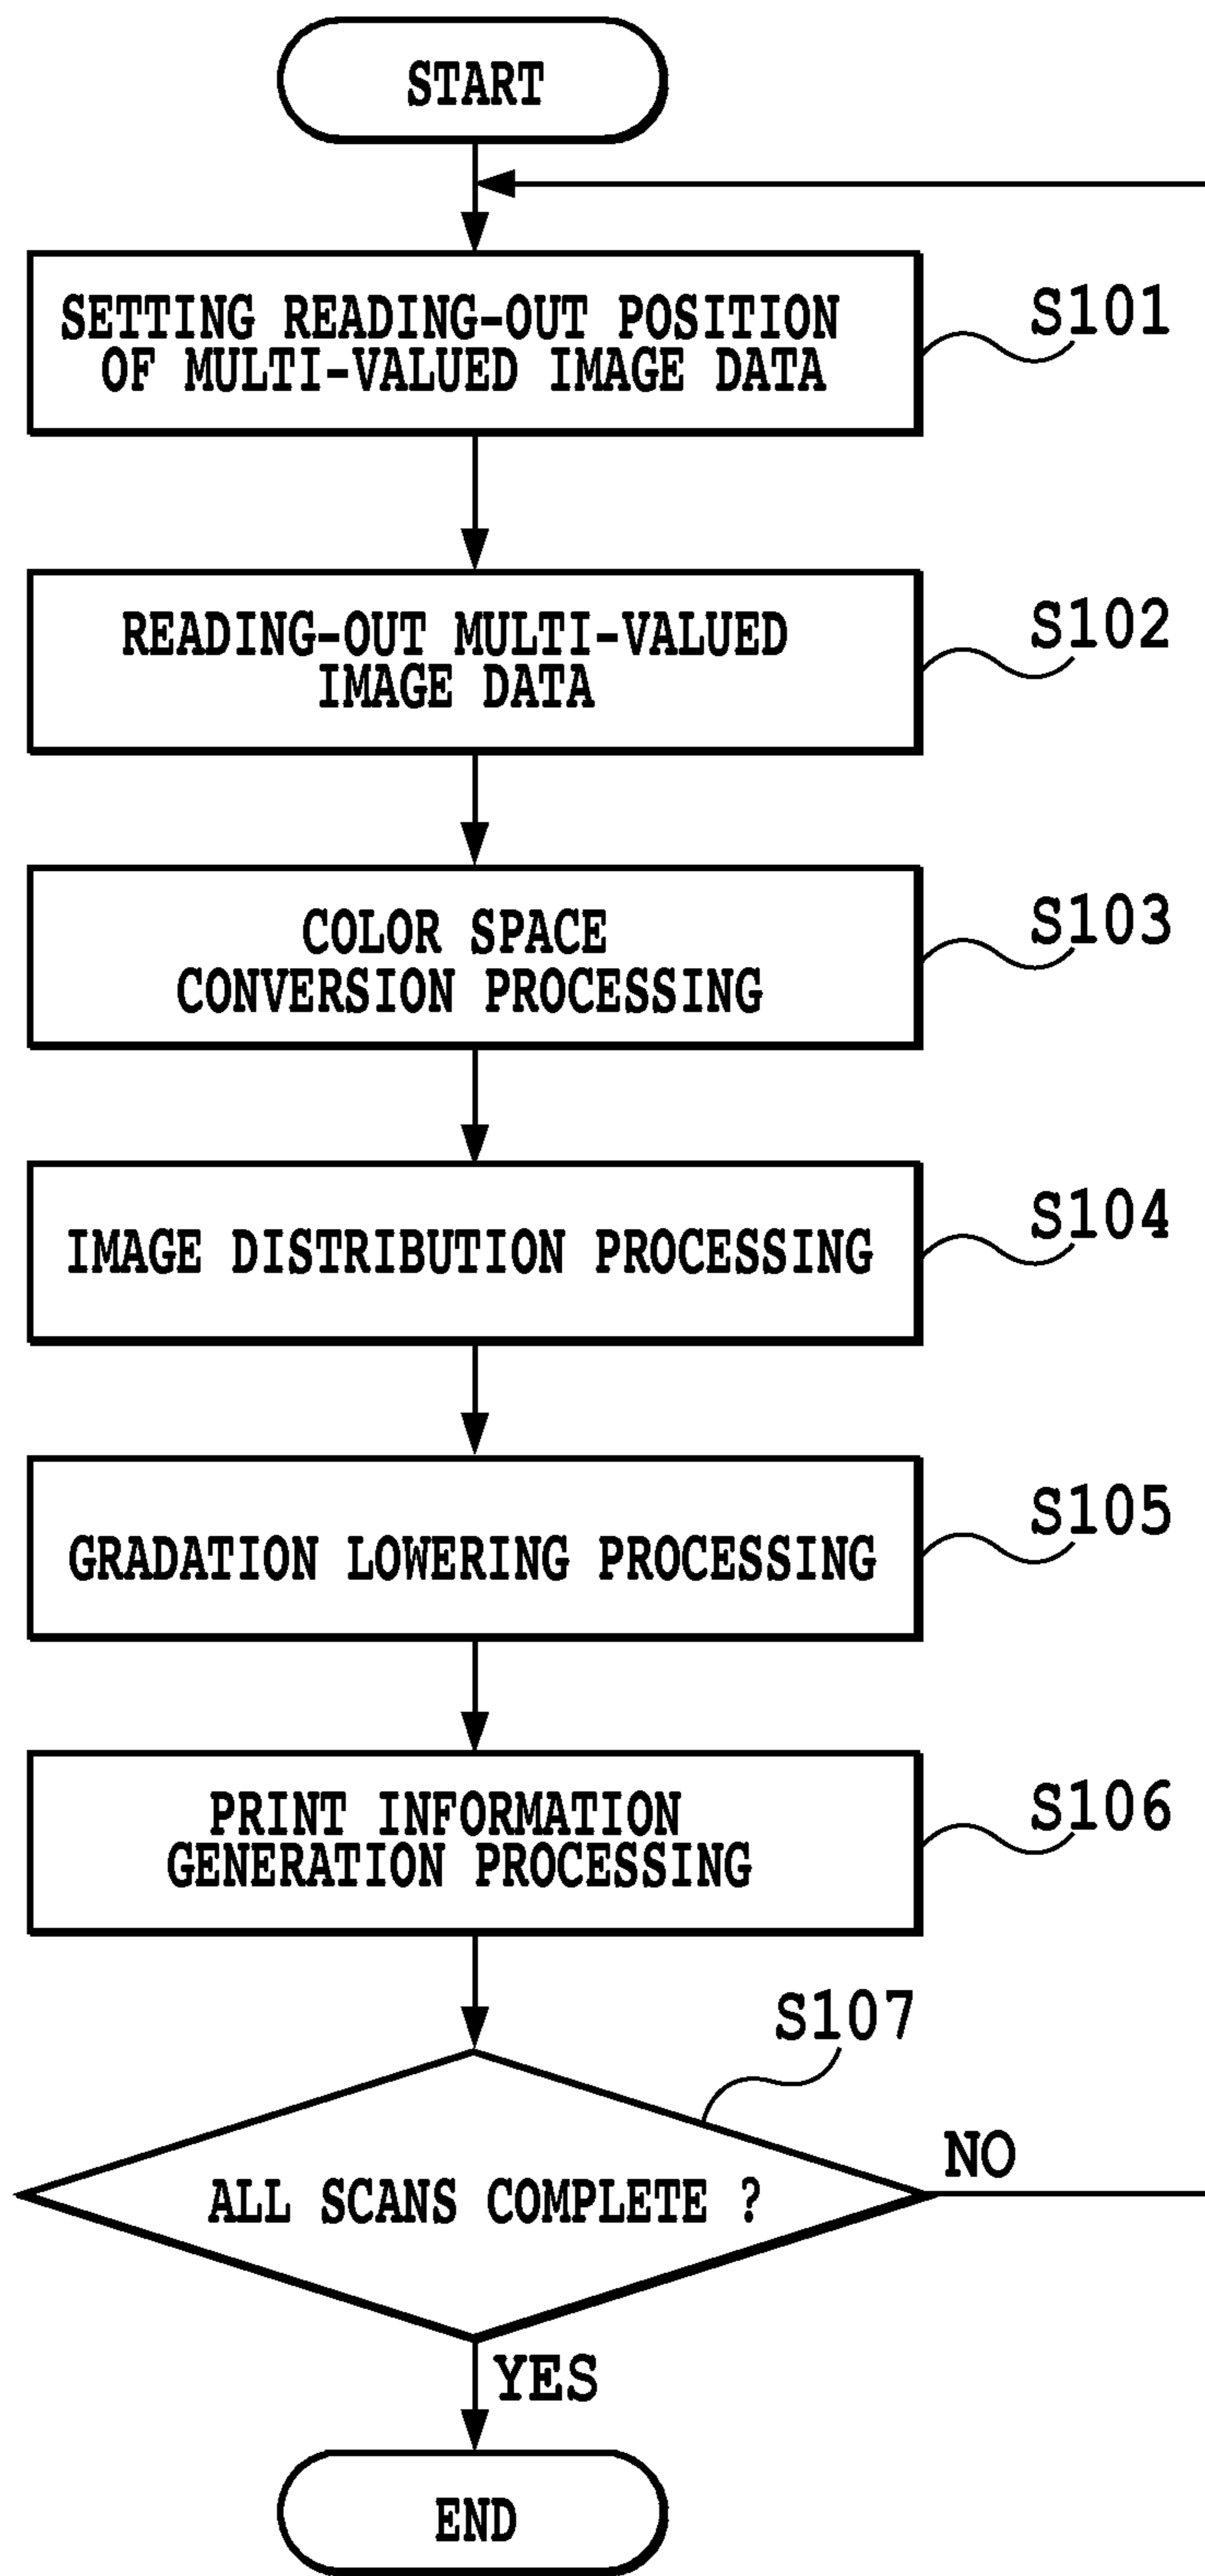 START
SETTING READING-OUT POSITION
OF MULTI-VALUED IMAGE DATA
S101
READING-OUT MULTI-VALUED
IMAGE DATA
S102
COLOR SPACE
CONVERSION PROCESSING
S103
IMAGE DISTRIBUTION PROCESSING
S104
GRADATION LOWERING PROCESSING
S105
PRINT INFORMATION
GENERATION PROCESSING
S106
S107
ALL SCANS COMPLETE ?
NO
YES
END